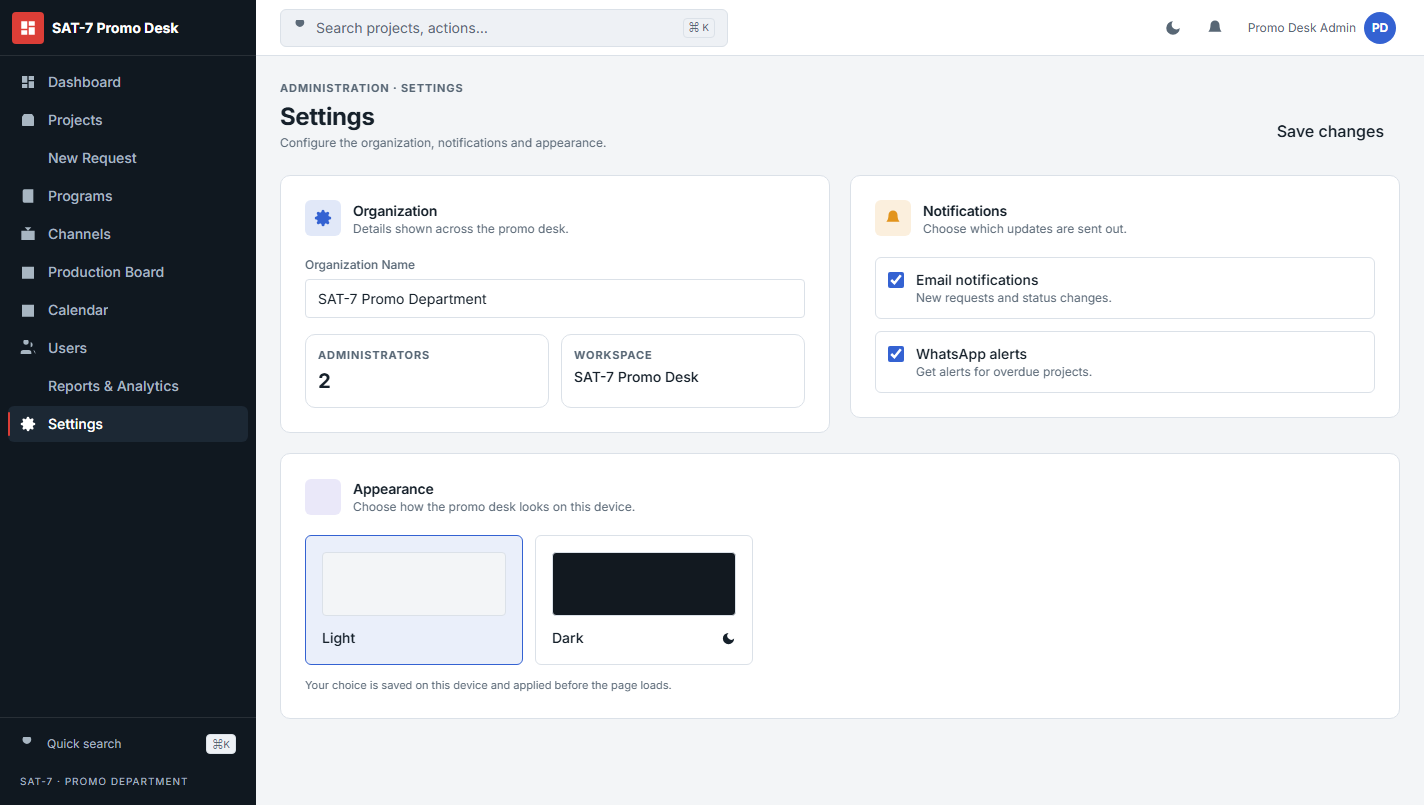 SAT-7 Promo Desk
Search projects, actions...
⌘ K
Promo Desk Admin
PD
Dashboard
Projects
New Request
Programs
Channels
Production Board
Calendar
Users
Reports & Analytics
Settings
Quick search
⌘K
SAT-7 · PROMO DEPARTMENT
ADMINISTRATION · SETTINGS
Settings
Configure the organization, notifications and appearance.
Save changes
Organization
Details shown across the promo desk.
Organization Name
SAT-7 Promo Department
ADMINISTRATORS
2
WORKSPACE
SAT-7 Promo Desk
Notifications
Choose which updates are sent out.
Email notifications
New requests and status changes.
WhatsApp alerts
Get alerts for overdue projects.
Appearance
Choose how the promo desk looks on this device.
Light
Dark
Your choice is saved on this device and applied before the page loads.